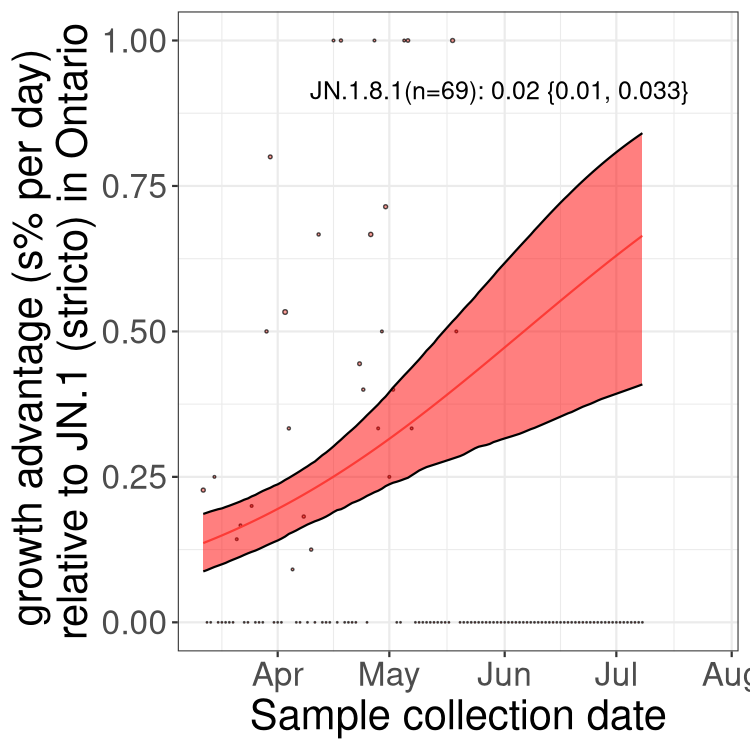 growth advantage (s% per day)
relative to JN.1 (stricto) in Ontario
1.00
0.75
0.50
0.25
0.00
JN.1.8.1(n=69): 0.02 {0.01, 0.033}
Apr May Jun Jul Aug
Sample collection date